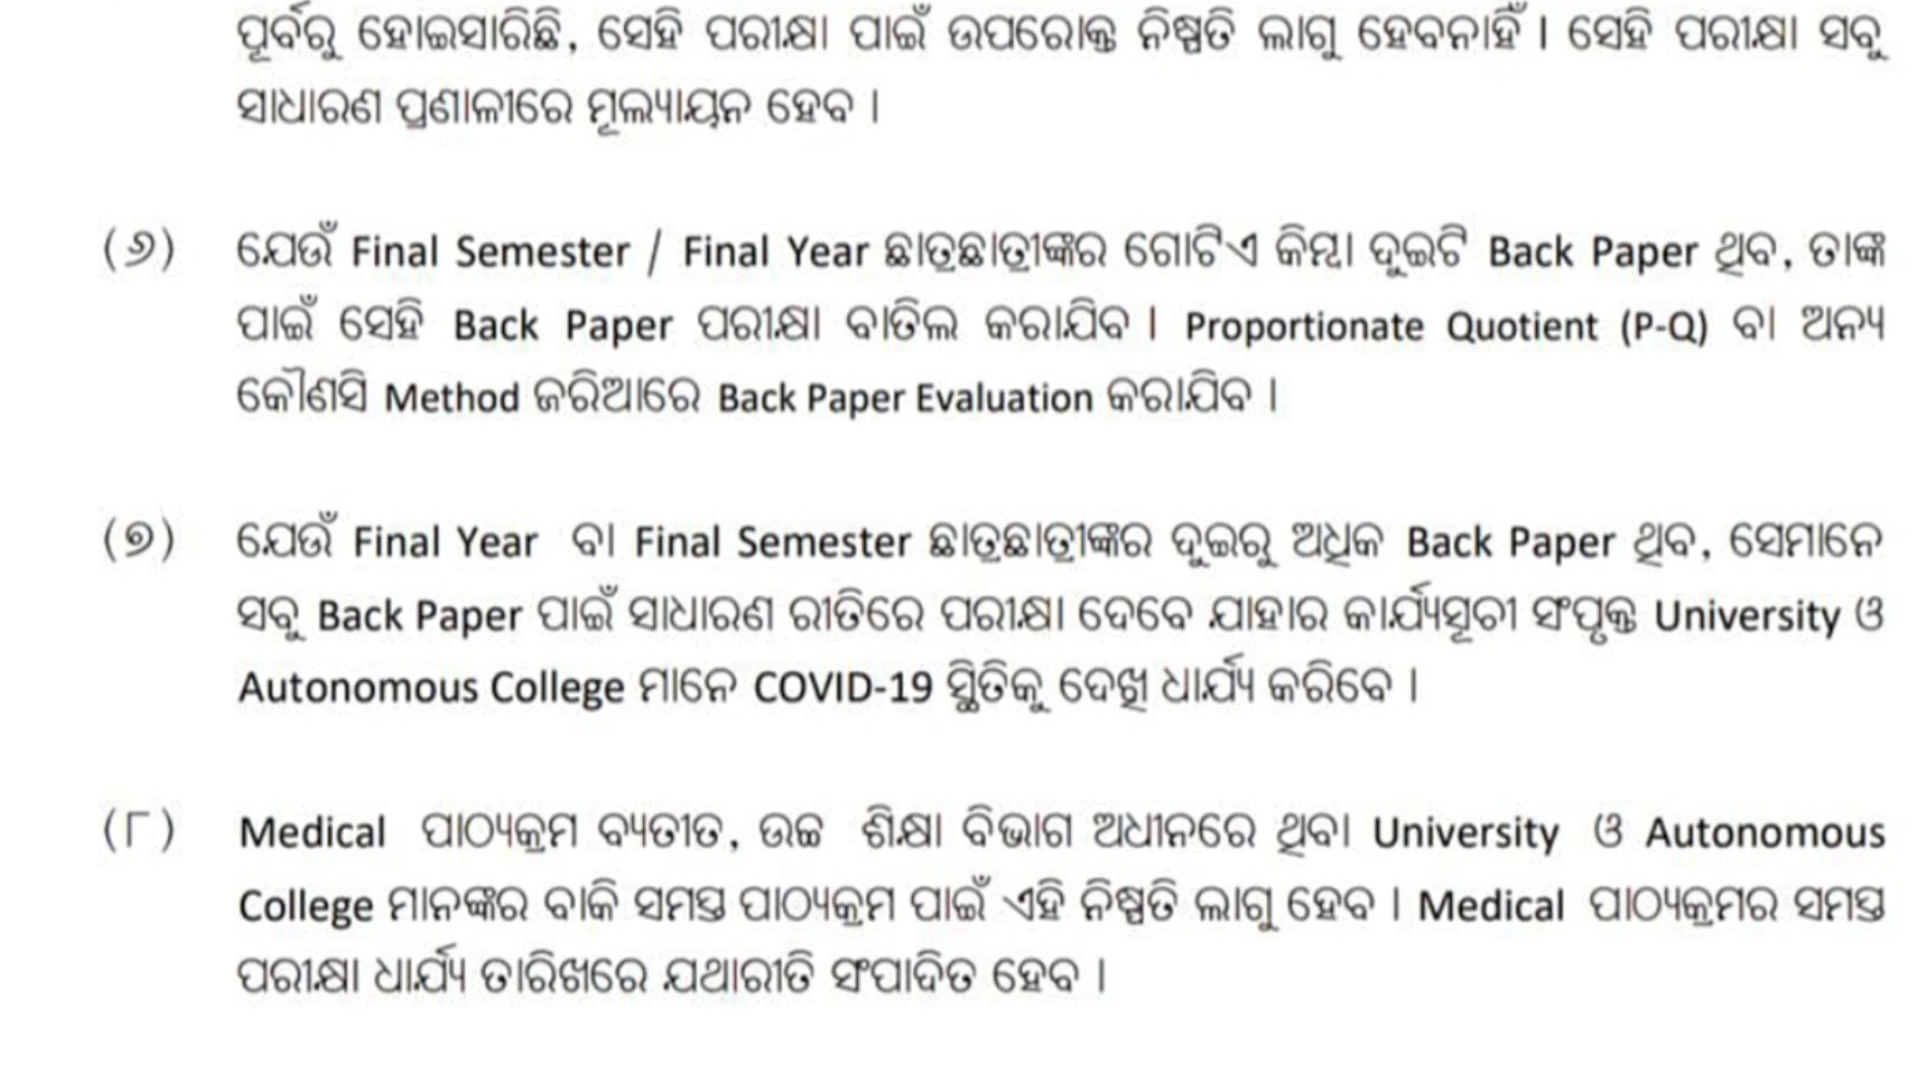 ପୂର୍ବରୁ ହୋଇସାରିଛି, ସେହି ପରୀକ୍ଷା ପାଇଁ ଉପରୋକ୍ତ ନିଷ୍ପତି ଲାଗୁ ହେବନାହିଁ । ସେହି ପରୀକ୍ଷା ସବୁ
ସାଧାରଣ ପ୍ରଣାଳୀରେ ମୂଲ୍ୟାୟନ ହେବ ।
(୬) ଯେଉଁ Final Semester / Final Year ଛାତ୍ରଛାତ୍ରୀଙ୍କର ଗୋଟିଏ କିମ୍ବା ଦୁଇଟି Back Paper ଥିବ, ତାଙ୍କ
ପାଇଁ ସେହି Back Paper ପରୀକ୍ଷା ବାତିଲ କରାଯିବ । Proportionate Quotient (P-Q) ବା ଅନ୍ୟ
କୌଣସି Method ଜରିଆରେ Back Paper Evaluation କରାଯିବ ।
(୭) ଯେଉଁ Final Year ବା Final Semester ଛାତ୍ରଛାତ୍ରୀଙ୍କର ଦୁଇରୁ ଅଧିକ Back Paper ଥିବ, ସେମାନେ
ସବୁ Back Paper ପାଇଁ ସାଧାରଣ ରୀତିରେ ପରୀକ୍ଷା ଦେବେ ଯାହାର କାର୍ଯ୍ୟସୂଚୀ ସଂପୃକ୍ତ University ଓ
Autonomous College ମାନେ COVID-19 ସ୍ଥିତିକୁ ଦେଖି ଧାର୍ଯ୍ୟ କରିବେ ।
(୮) Medical ପାଠ୍ୟକ୍ରମ ବ୍ୟତୀତ, ଉଚ୍ଚ ଶିକ୍ଷା ବିଭାଗ ଅଧୀନରେ ଥିବା University ଓ Autonomous
College ମାନଙ୍କର ବାକି ସମସ୍ତ ପାଠ୍ୟକ୍ରମ ପାଇଁ ଏହି ନିଷ୍ପତି ଲାଗୁ ହେବ । Medical ପାଠ୍ୟକ୍ରମର ସମସ୍ତ
ପରୀକ୍ଷା ଧାର୍ଯ୍ୟ ତାରିଖରେ ଯଥାରୀତି ସଂପାଦିତ ହେବ ।